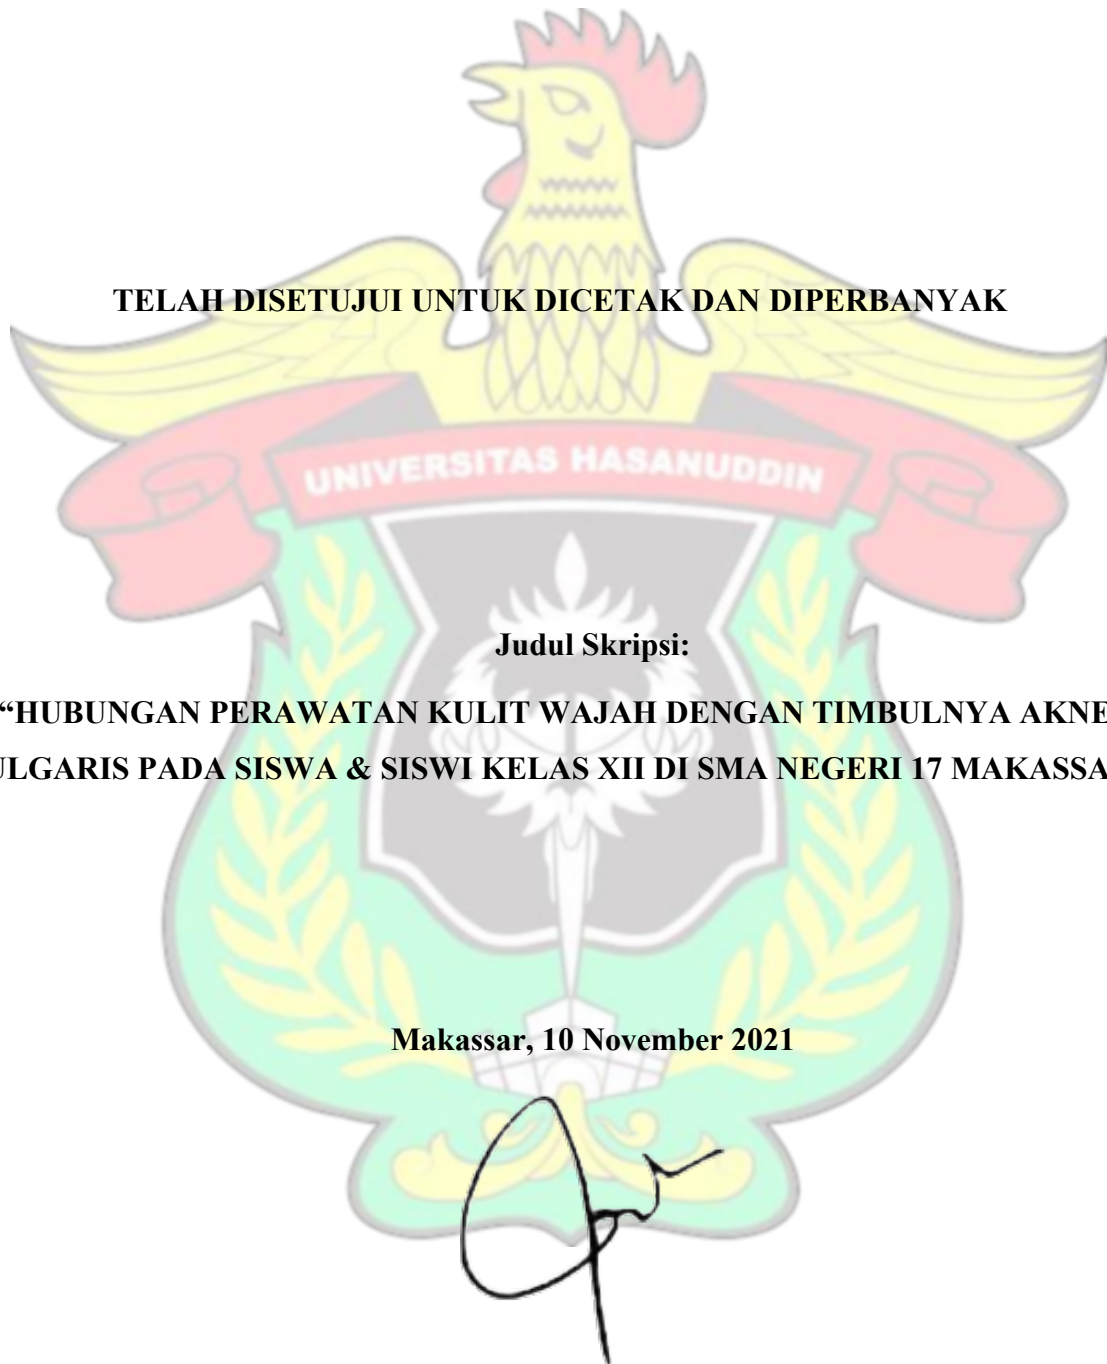 TELAH DISETUJUI UNTUK DICETAK DAN DIPERBANYAK
UNIVERSITAS HASANUDDIN
Judul Skripsi:
“HUBUNGAN PERAWATAN KULIT WAJAH DENGAN TIMBULNYA AKNE
ULGARIS PADA SISWA & SISWI KELAS XII DI SMA NEGERI 17 MAKASSA
Makassar, 10 November 2021